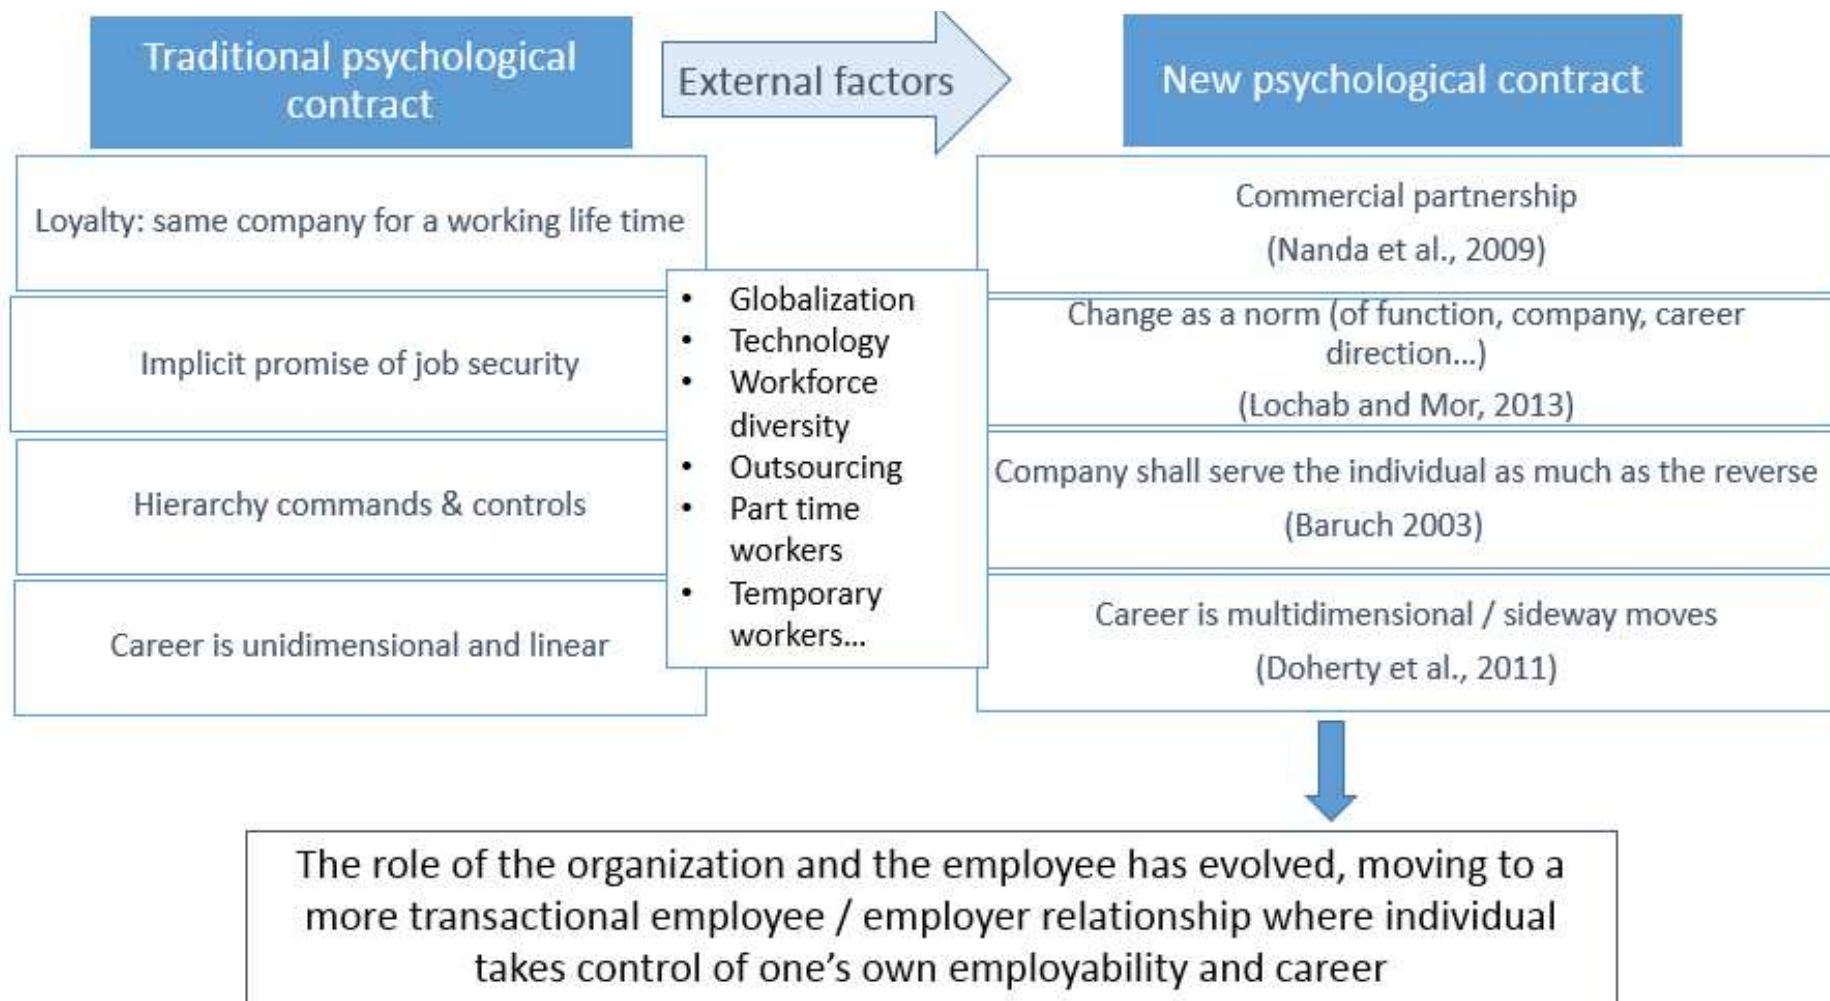 Traditional psychological
contract
External factors
New psychological contract
Loyalty: same company for a working life time
Implicit promise of job security
Hierarchy commands & controls
Career is unidimensional and linear
• Globalization
• Technology
• Workforce
diversity
• Outsourcing
• Part time
workers
• Temporary
workers...
Commercial partnership
(Nanda et al., 2009)
Change as a norm (of function, company, career
direction...)
(Lochab and Mor, 2013)
Company shall serve the individual as much as the reverse
(Baruch 2003)
Career is multidimensional / sideway moves
(Doherty et al., 2011)
The role of the organization and the employee has evolved, moving to a
more transactional employee / employer relationship where individual
takes control of one's own employability and career